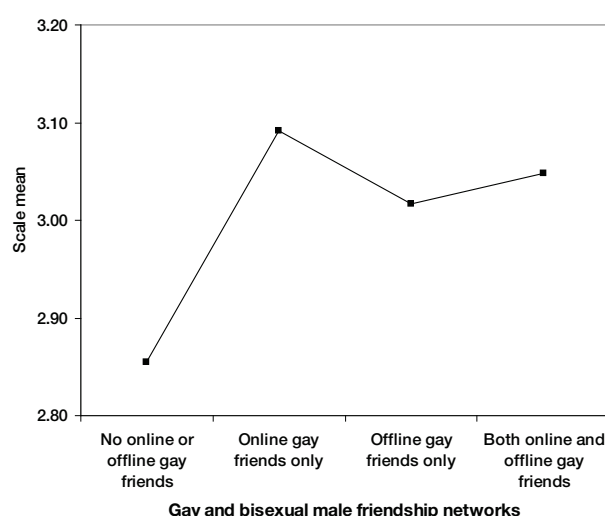 3.20
3.10
3.00
2.90
2.80
Scale mean
No online or
offline gay
friends
Online gay
friends only
Offline gay
friends only
Both online and
offline gay
friends
Gay and bisexual male friendship networks